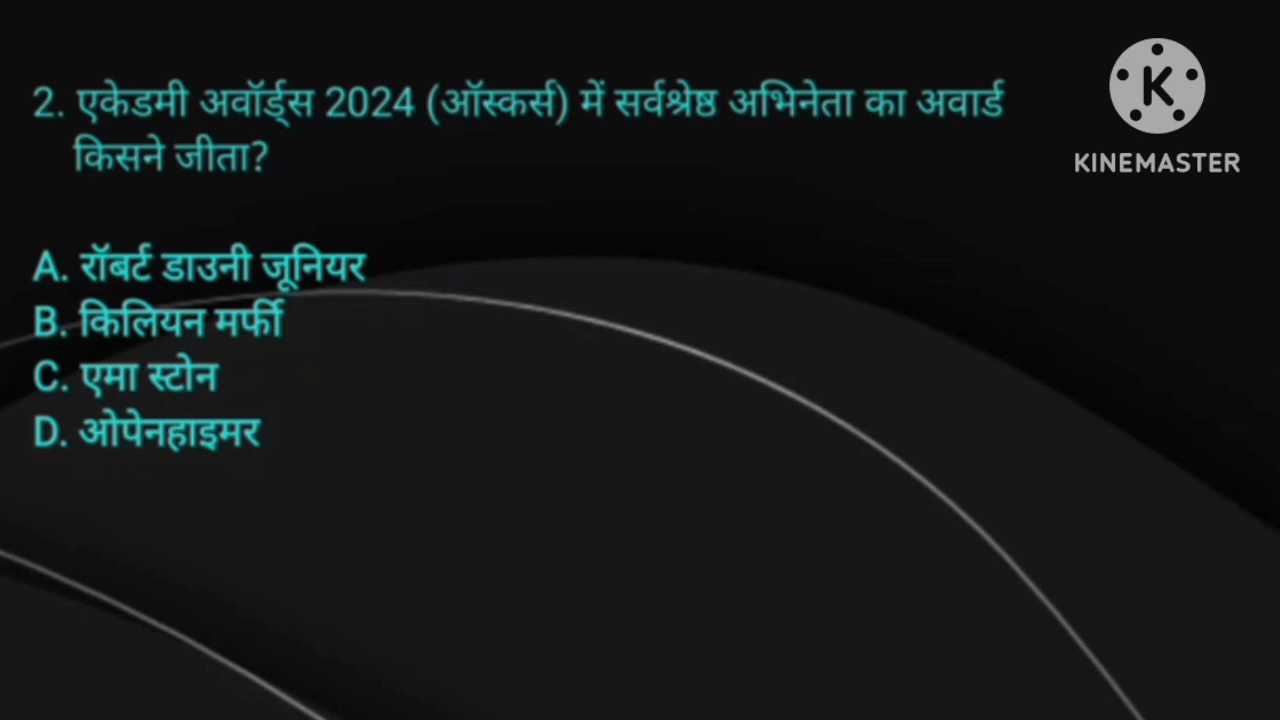 2. एकेडमी अवॉर्ड्स 2024 (ऑस्कर्स) में सर्वश्रेष्ठ अभिनेता का अवार्ड
किसने जीता?
A. रॉबर्ट डाउनी जूनियर
B. किलियन मर्फी
C. एमा स्टोन
D. ओपेनहाइमर
K
KINEMASTER